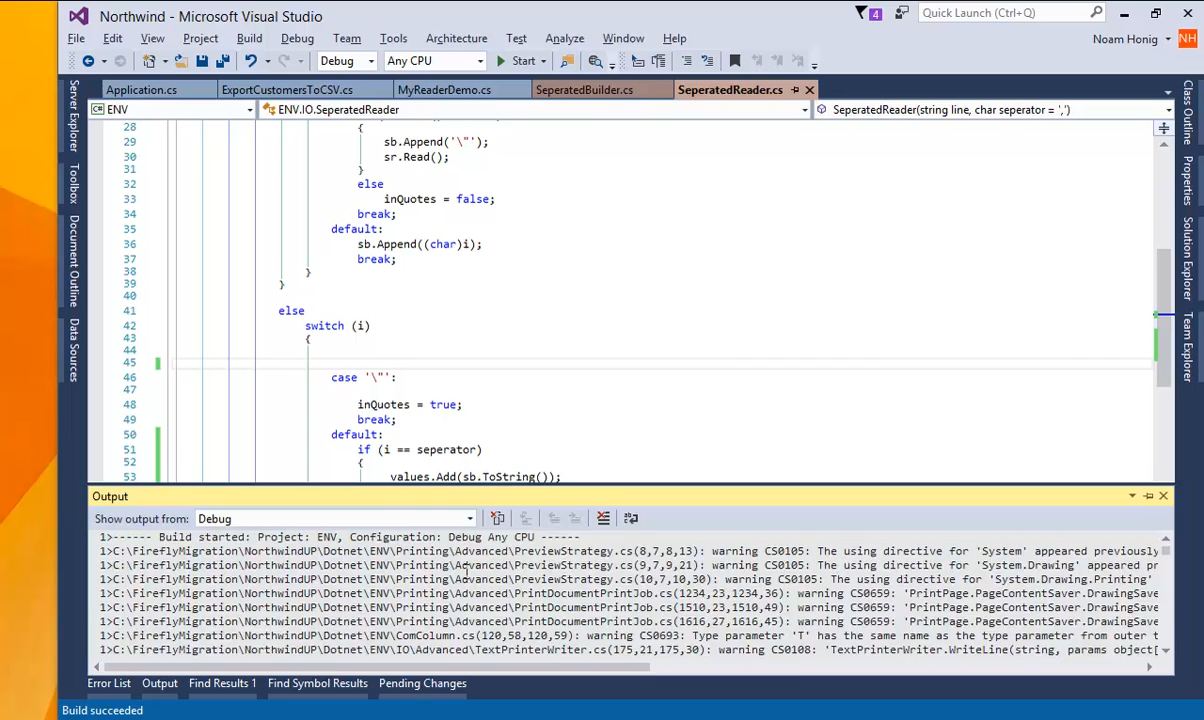 Northwind - Microsoft Visual Studio
4
Quick Launch (Ctrl+Q)
File Edit View Project Build Debug Team Tools Architecture Test Analyze Window Help
Noam Honig NH
Debug Any CPU Start
Application.cs ExportCustomersToCSV.cs MyReaderDemo.cs SeperatedBuilder.cs SeperatedReader.cs
ENV ENV.IO.SeperatedReader SeperatedReader(string line, char seperator = ',')
Server Explorer
Toolbox
Document Outline
Data Sources
Class Outline
Properties
Solution Explorer
Team Explorer
28 {
29 sb.Append('\"');
30 sr.Read();
31 }
32 else
33 inQuotes = false;
34 break;
35 default:
36 sb.Append((char)i);
37 break;
38 }
39 }
40
41 else
42 switch (i)
43 {
44
45
46 case '\"':
47
48 inQuotes = true;
49 break;
50 default:
51 if (i == seperator)
52 {
53 values.Add(sb.ToString());
Output
Show output from: Debug
1>------ Build started: Project: ENV, Configuration: Debug Any CPU ------
1>C:\FireflyMigration\NorthwindUP\Dotnet\ENV\Printing\Advanced\PreviewStrategy.cs(8,7,8,13): warning CS0105: The using directive for 'System' appeared previously
1>C:\FireflyMigration\NorthwindUP\Dotnet\ENV\Printing\Advanced\PreviewStrategy.cs(9,7,9,21): warning CS0105: The using directive for 'System.Drawing' appeared pr
1>C:\FireflyMigration\NorthwindUP\Dotnet\ENV\Printing\Advanced\PreviewStrategy.cs(10,7,10,30): warning CS0105: The using directive for 'System.Drawing.Printing'
1>C:\FireflyMigration\NorthwindUP\Dotnet\ENV\Printing\Advanced\PrintDocumentPrintJob.cs(1234,23,1234,36): warning CS0659: 'PrintPage.PageContentSaver.DrawingSave
1>C:\FireflyMigration\NorthwindUP\Dotnet\ENV\Printing\Advanced\PrintDocumentPrintJob.cs(1510,23,1510,49): warning CS0659: 'PrintPage.PageContentSaver.DrawingSave
1>C:\FireflyMigration\NorthwindUP\Dotnet\ENV\Printing\Advanced\PrintDocumentPrintJob.cs(1616,27,1616,45): warning CS0659: 'PrintPage.PageContentSaver.DrawingSave
1>C:\FireflyMigration\NorthwindUP\Dotnet\ENV\ComColumn.cs(120,58,120,59): warning CS0693: Type parameter 'T' has the same name as the type parameter from outer t
1>C:\FireflyMigration\NorthwindUP\Dotnet\ENV\IO\Advanced\TextPrinterWriter.cs(175,21,175,30): warning CS0108: 'TextPrinterWriter.WriteLine(string, params object[
Error List Output Find Results 1 Find Symbol Results Pending Changes
Build succeeded